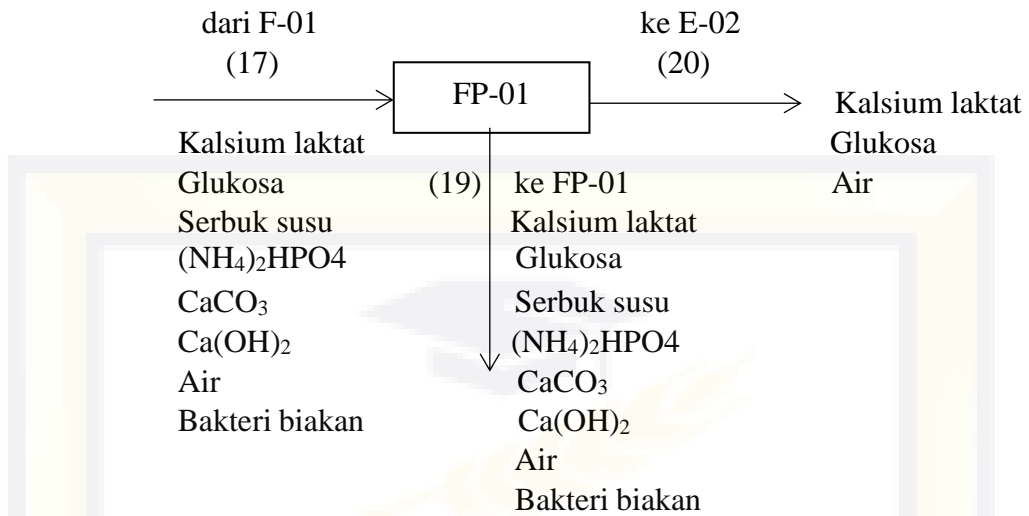 dari F-01
(17)
FP-01
ke E-02
(20)
Kalsium laktat
Glukosa
Serbuk susu
(NH₄)₂HPO4
CaCO₃
Ca(OH)₂
Air
Bakteri biakan
(19)
ke FP-01
Kalsium laktat
Glukosa
Serbuk susu
(NH₄)₂HPO4
CaCO₃
Ca(OH)₂
Air
Bakteri biakan
Kalsium laktat
Glukosa
Air